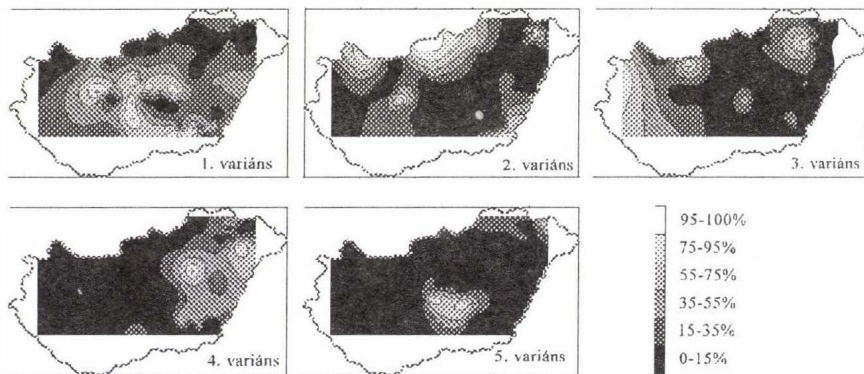 1. variáns
2. variáns
3. variáns
4. variáns
5. variáns
95-100%
75-95%
55-75%
35-55%
15-35%
0-15%